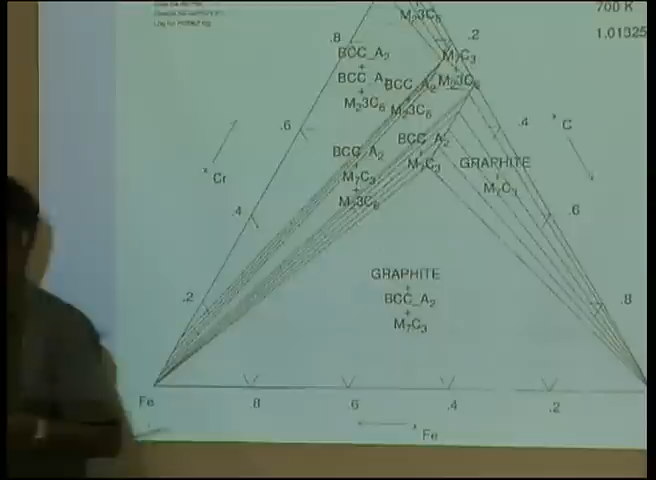 700 K
1.01325
M23C6
.8
.2
BCC_A2
+
BCC_A2
+
M23C6
M7C3
+
M23C6
BCC_A2
+
M23C6
.6
.4
x Cr
x C
BCC_A2
+
M7C3
BCC_A2
+
M7C3
+
M23C6
GRAPHITE
+
M7C3
.4
.6
GRAPHITE
+
BCC_A2
+
M7C3
.2
.8
Fe
.8
.6
.4
.2
x Fe